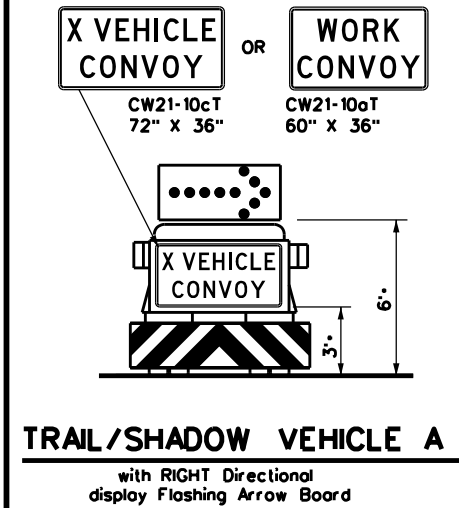 X VEHICLE
CONVOY
OR
WORK
CONVOY
CW21-10cT
72" X 36"
CW21-10aT
60" X 36"
X VEHICLE
CONVOY
6'±
3'±
TRAIL/SHADOW VEHICLE A
with RIGHT Directional
display Flashing Arrow Board